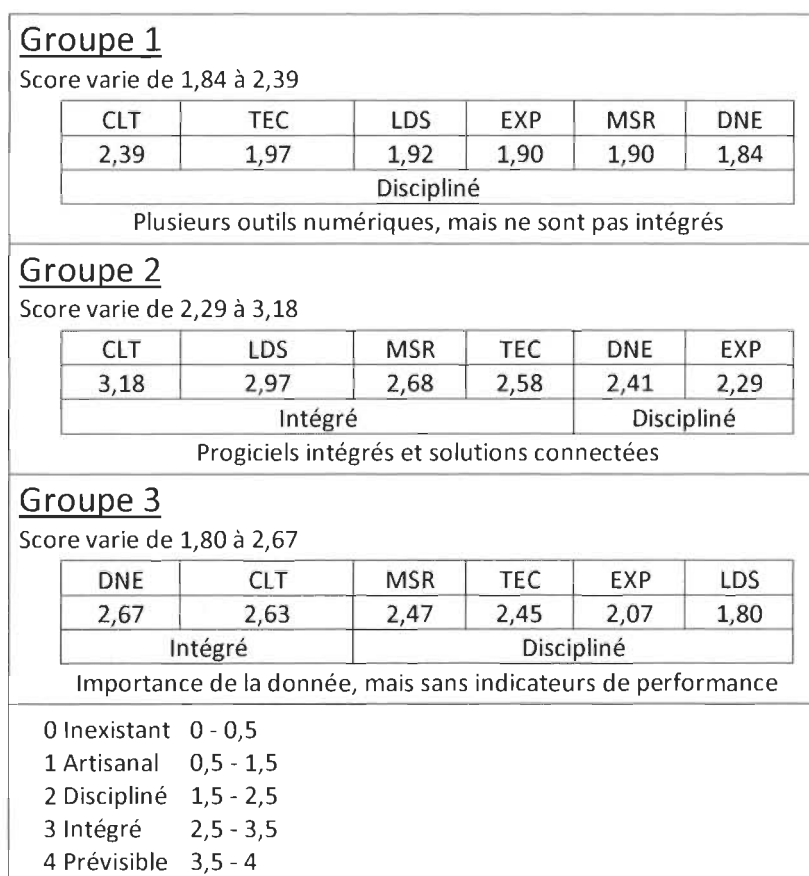 Groupe 1
Score varie de 1,84 à 2,39
CLT TEC LDS EXP MSR DNE
2,39 1,97 1,92 1,90 1,90 1,84
Discipliné
Plusieurs outils numériques, mais ne sont pas intégrés
Groupe 2
Score varie de 2,29 à 3,18
CLT LDS MSR TEC DNE EXP
3,18 2,97 2,68 2,58 2,41 2,29
Intégré Discipliné
Progiciels intégrés et solutions connectées
Groupe 3
Score varie de 1,80 à 2,67
DNE CLT MSR TEC EXP LDS
2,67 2,63 2,47 2,45 2,07 1,80
Intégré Discipliné
Importance de la donnée, mais sans indicateurs de performance
0 Inexistant 0 - 0,5
1 Artisanal 0,5 - 1,5
2 Discipliné 1,5 - 2,5
3 Intégré 2,5 - 3,5
4 Prévisible 3,5 - 4